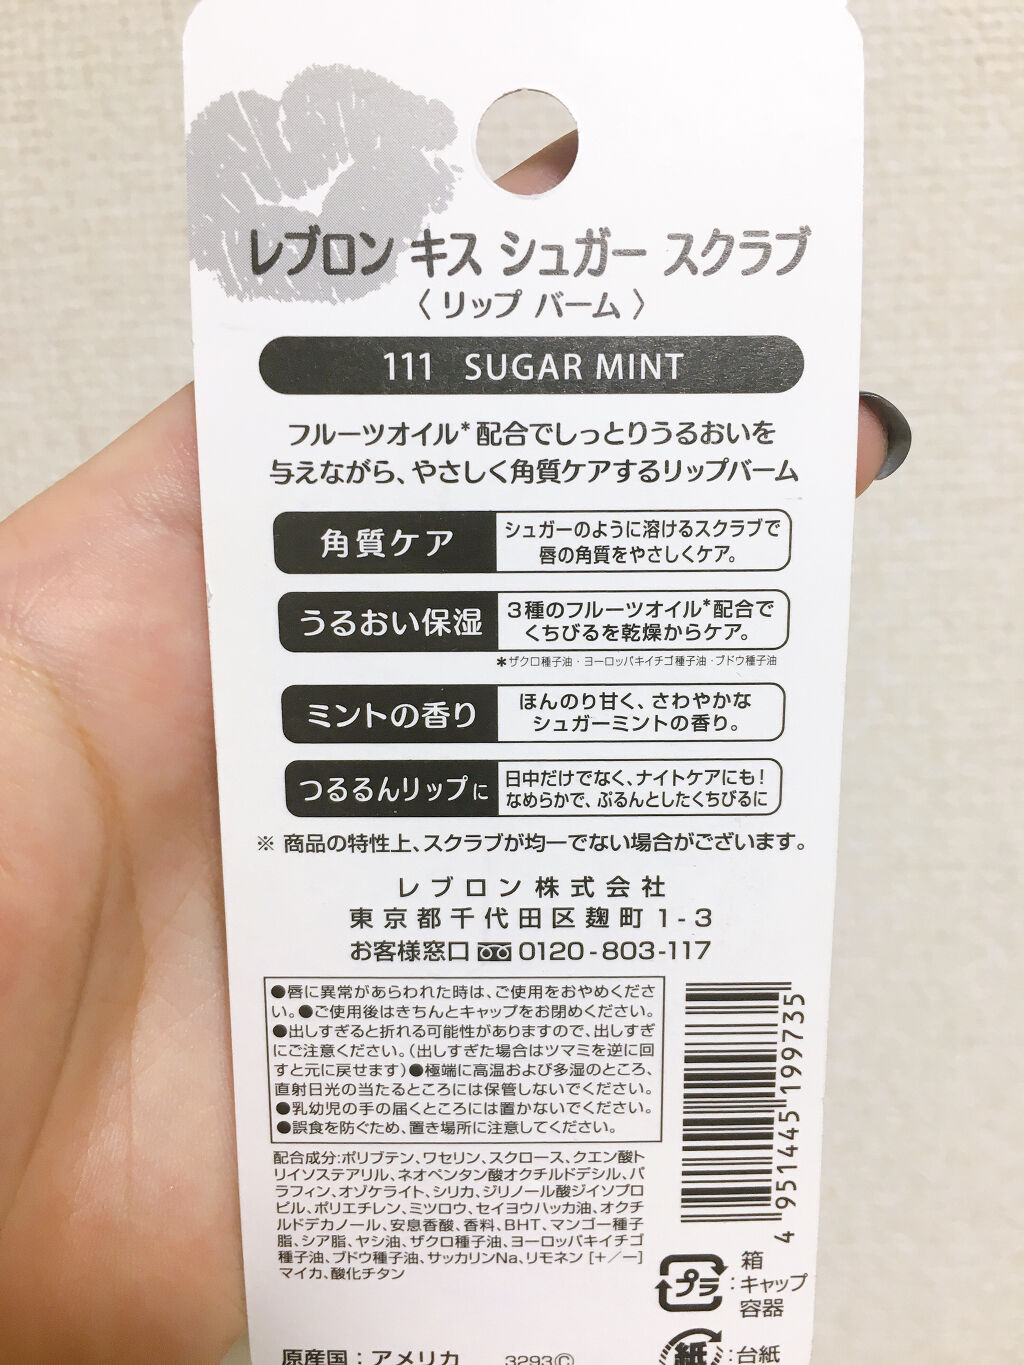 レブロン キス シュガー スクラブ
〈 リップ バーム 〉
111 SUGAR MINT
フルーツオイル*配合でしっとりうるおいを
与えながら、やさしく角質ケアするリップバーム
角質ケア
シュガーのように溶けるスクラブで
唇の角質をやさしくケア。
うるおい保湿
3種のフルーツオイル*配合で
くちびるを乾燥からケア。
*ザクロ種子油・ヨーロッパキイチゴ種子油・ブドウ種子油
ミントの香り
ほんのり甘く、さわやかな
シュガーミントの香り。
つるるんリップに
日中だけでなく、ナイトケアにも!
なめらかで、ぷるんとしたくちびるに
※ 商品の特性上、スクラブが均一でない場合がございます。
レブロン株式会社
東京都千代田区麹町1-3
お客様窓口 0120-803-117
●唇に異常があらわれた時は、ご使用をおやめくださ
い。●ご使用後はきちんとキャップをお閉めください。
●出しすぎると折れる可能性がありますので、出しすぎ
にご注意ください。(出しすぎた場合はツマミを逆に回
すと元に戻せます)●極端に高温および多湿のところ、
直射日光の当たるところには保管しないでください。
●乳幼児の手の届くところには置かないでください。
●誤食を防ぐため、置き場所に注意してください。
配合成分:ポリブテン、ワセリン、スクロース、クエン酸ト
リイソステアリル、ネオペンタン酸オクチルドデシル、パ
ラフィン、オゾケライト、シリカ、ジリノール酸ジイソプロ
ピル、ポリエチレン、ミツロウ、セイヨウハッカ油、オクチ
ルドデカノール、安息香酸、香料、BHT、マンゴー種子
脂、シア脂、ヤシ油、ザクロ種子油、ヨーロッパキイチゴ
種子油、ブドウ種子油、サッカリンNa、リモネン [+/ー]
マイカ、酸化チタン
4 951445 199735
プラ : 箱
キャップ
容器
紙 : 台紙
原産国 : アメリカ 3293©